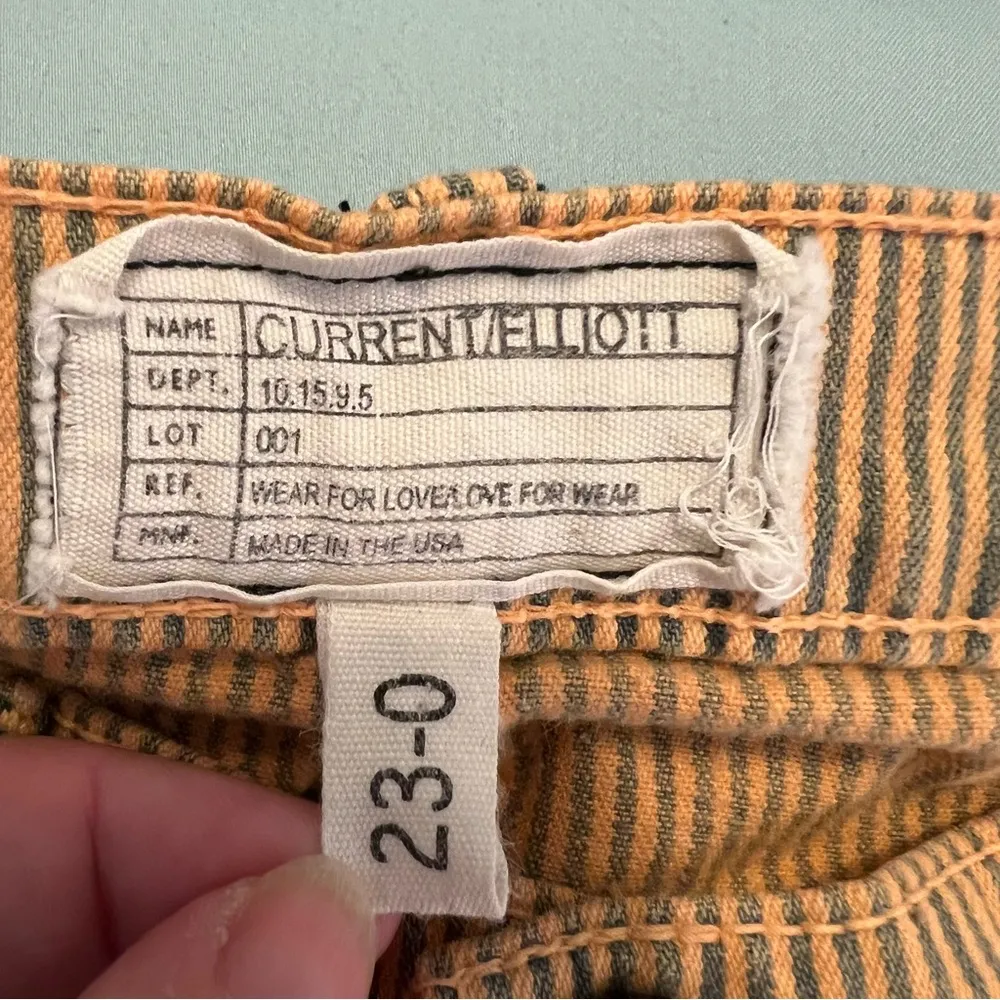 NAME CURRENT/ELLIOTT
DEPT. 10.15.9.5
LOT 001
REF. WEAR FOR LOVE/LOVE FOR WEAR
MNF. MADE IN THE USA
23-0